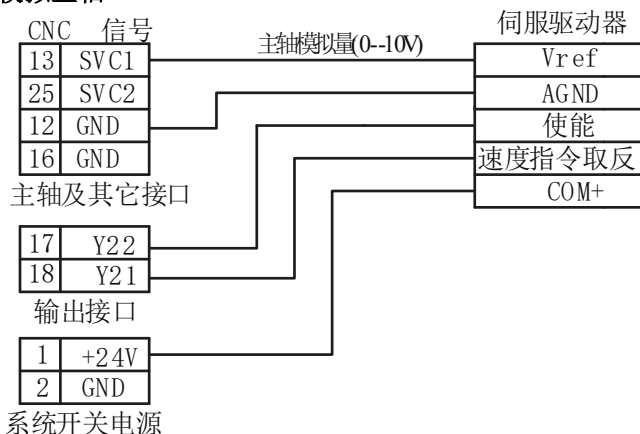 CNC 信号
13 SVC1
25 SVC2
12 GND
16 GND
主轴及其它接口
17 Y22
18 Y21
输出接口
1 +24V
2 GND
系统开关电源
主轴模拟量(0--10V)
伺服驱动器
Vref
AGND
使能
速度指令取反
COM+